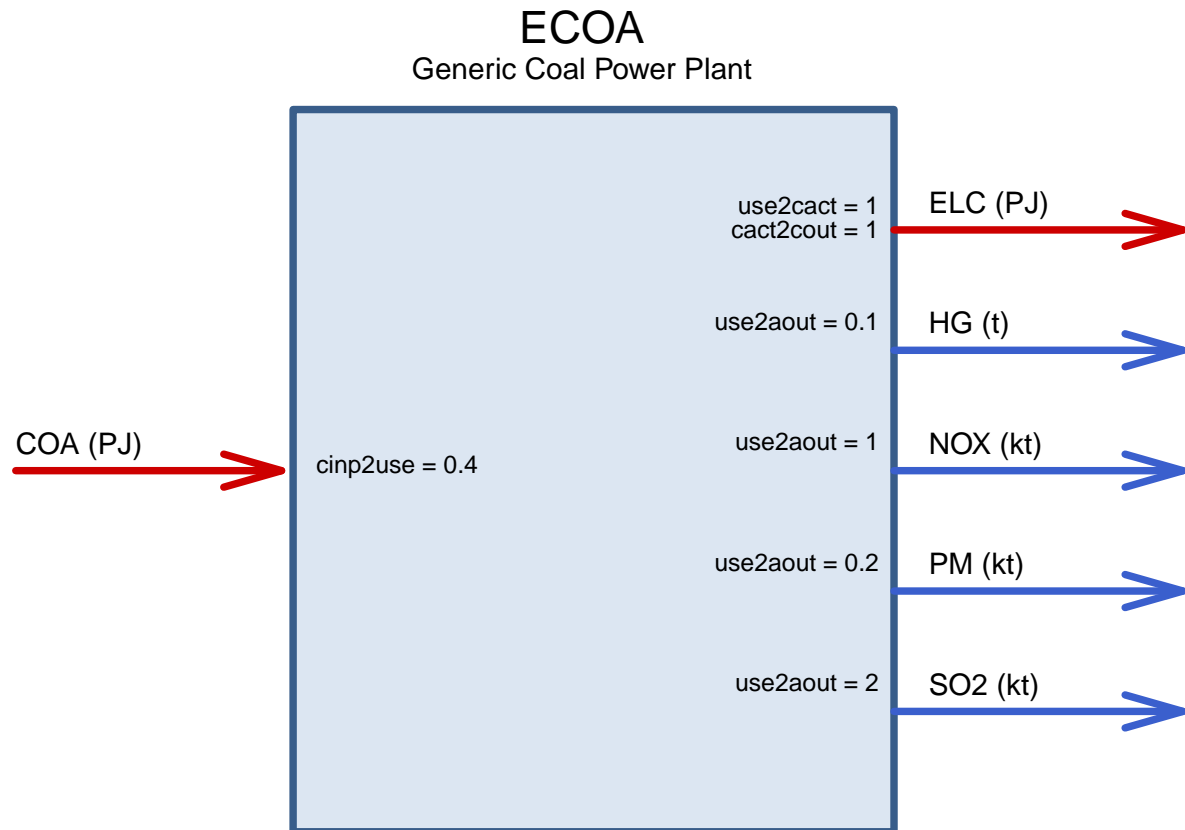 ECOA
Generic Coal Power Plant
use2cact = 1
cact2cout = 1
ELC (PJ)
use2aout = 0.1
HG (t)
COA (PJ)
cinp2use = 0.4
use2aout = 1
NOX (kt)
use2aout = 0.2
PM (kt)
use2aout = 2
SO2 (kt)